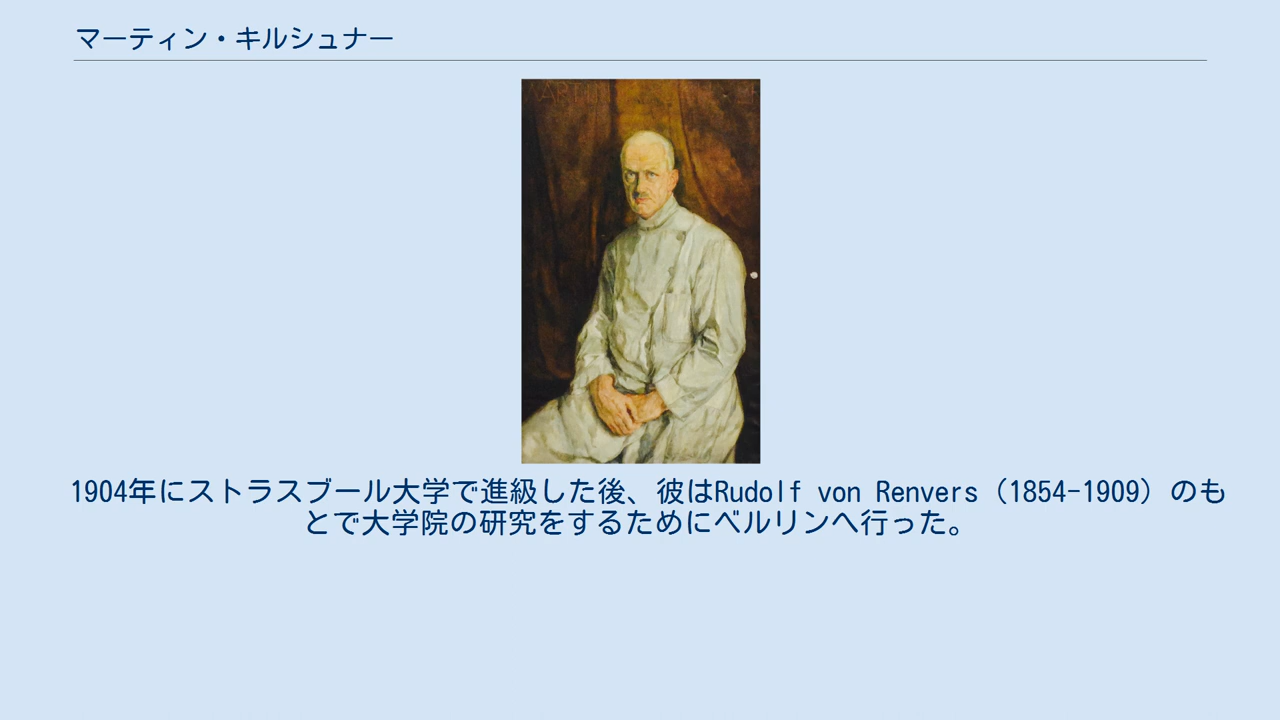 マーティン・キルシュナー
1904年にストラスブール大学で進級した後、彼はRudolf von Renvers（1854-1909）のも
とで大学院の研究をするためにベルリンへ行った。